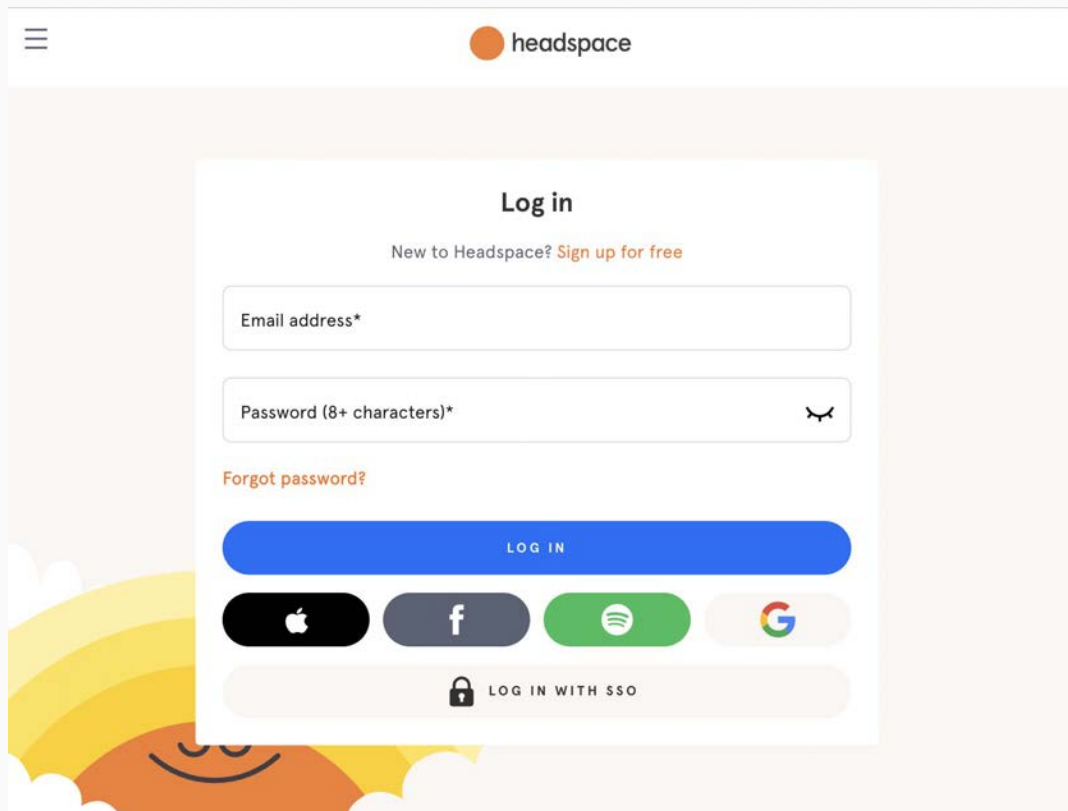 headspace
Log in
New to Headspace? Sign up for free
Email address*
Password (8+ characters)*
Forgot password?
LOG IN
LOG IN WITH SSO